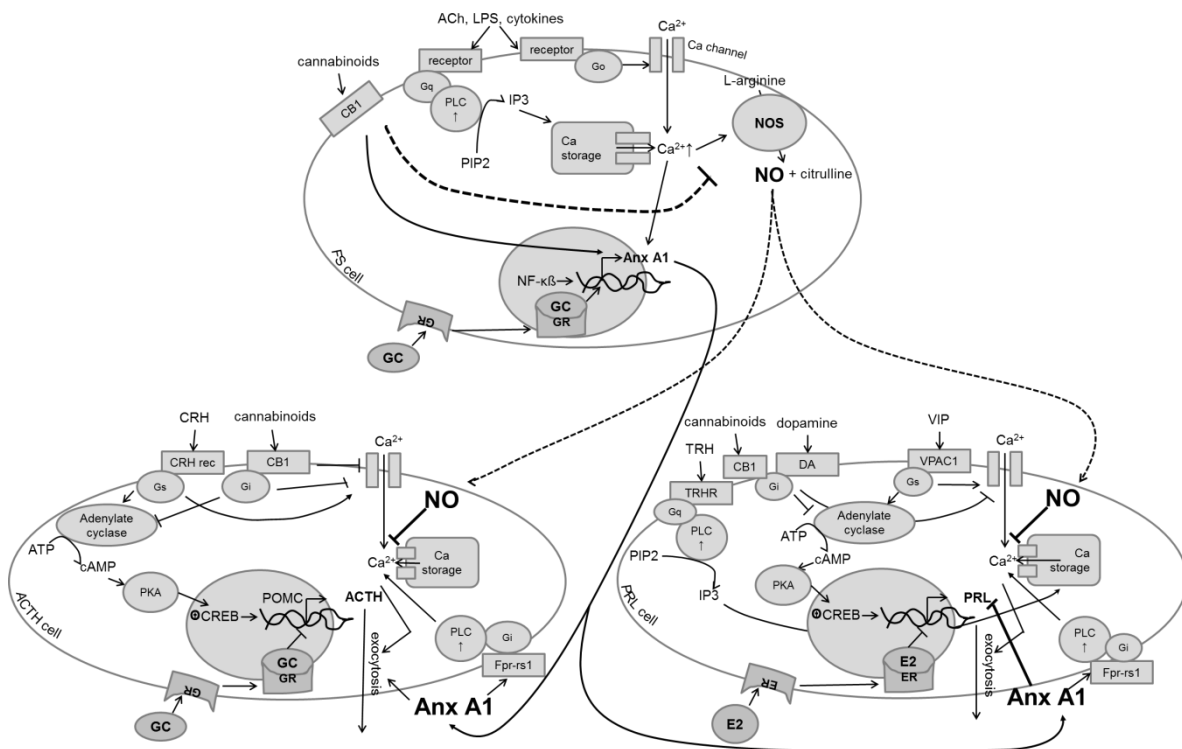 ACh, LPS, cytokines
Ca²⁺
Ca channel
receptor
receptor
cannabinoids
Gq
Go
L-arginine
CB1
PLC
↑
IP3
NOS
Ca
storage
Ca²⁺↑
PIP2
NO + citrulline
Anx A1
FS cell
NF-κß
GC
GR
GR
GC
CRH
cannabinoids
Ca²⁺
CRH rec
CB1
Gs
Gi
NO
Adenylate
cyclase
ATP
cAMP
Ca²⁺
Ca
storage
PKA
POMC
ACTH
⊕CREB
ACTH cell
exocytosis
PLC
↑
Gi
GC
GR
Fpr-rs1
GR
Anx A1
GC
cannabinoids
dopamine
VIP
TRH
Ca²⁺
CB1
DA
VPAC1
TRHR
Gi
Gs
NO
Gq
PLC
↑
Adenylate
cyclase
ATP
PIP2
cAMP
Ca²⁺
Ca
storage
PKA
IP3
PRL
⊕CREB
PRL cell
exocytosis
PLC
↑
Gi
E2
ER
Fpr-rs1
ER
Anx A1
E2